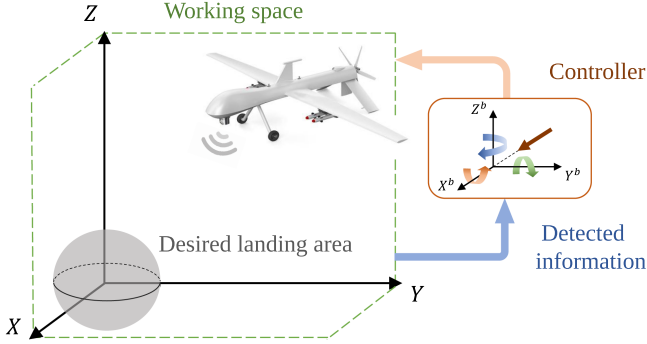 Working space
Z
Controller
Z^b
X^b
Y^b
Desired landing area
Detected
information
Y
X